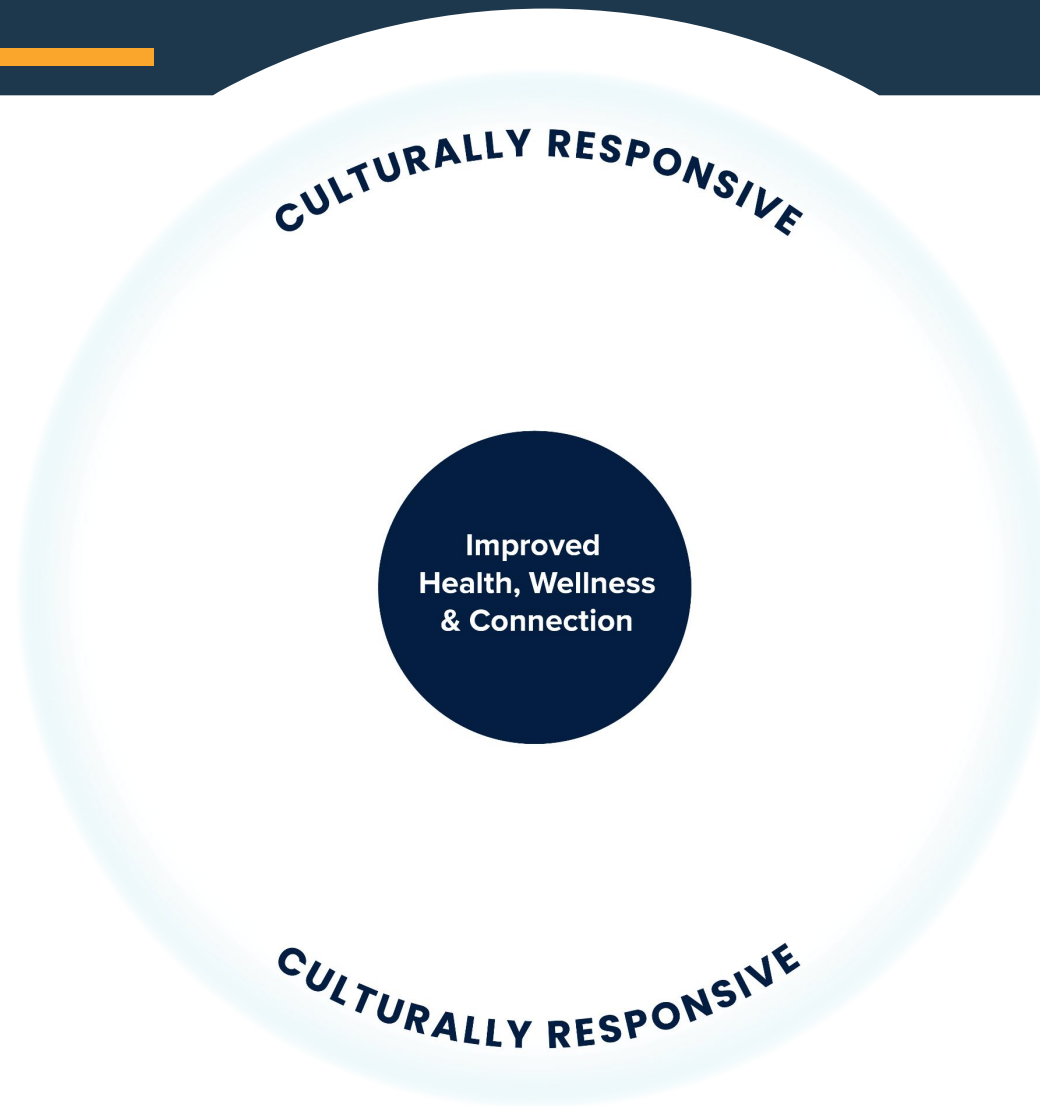 CULTURALLY RESPONSIVE
Improved
Health, Wellness
& Connection
CULTURALLY RESPONSIVE